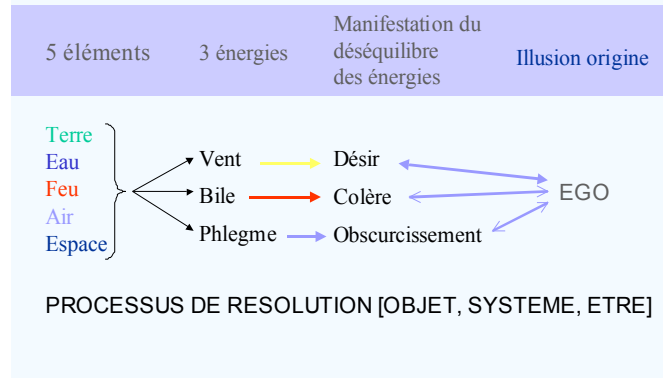 5 éléments
3 énergies
Manifestation du
déséquilibre
des énergies
Illusion origine
Terre
Eau
Feu
Air
Espace
Vent
Bile
Phlegme
Désir
Colère
Obscurcissement
EGO
PROCESSUS DE RESOLUTION [OBJET, SYSTEME, ETRE]